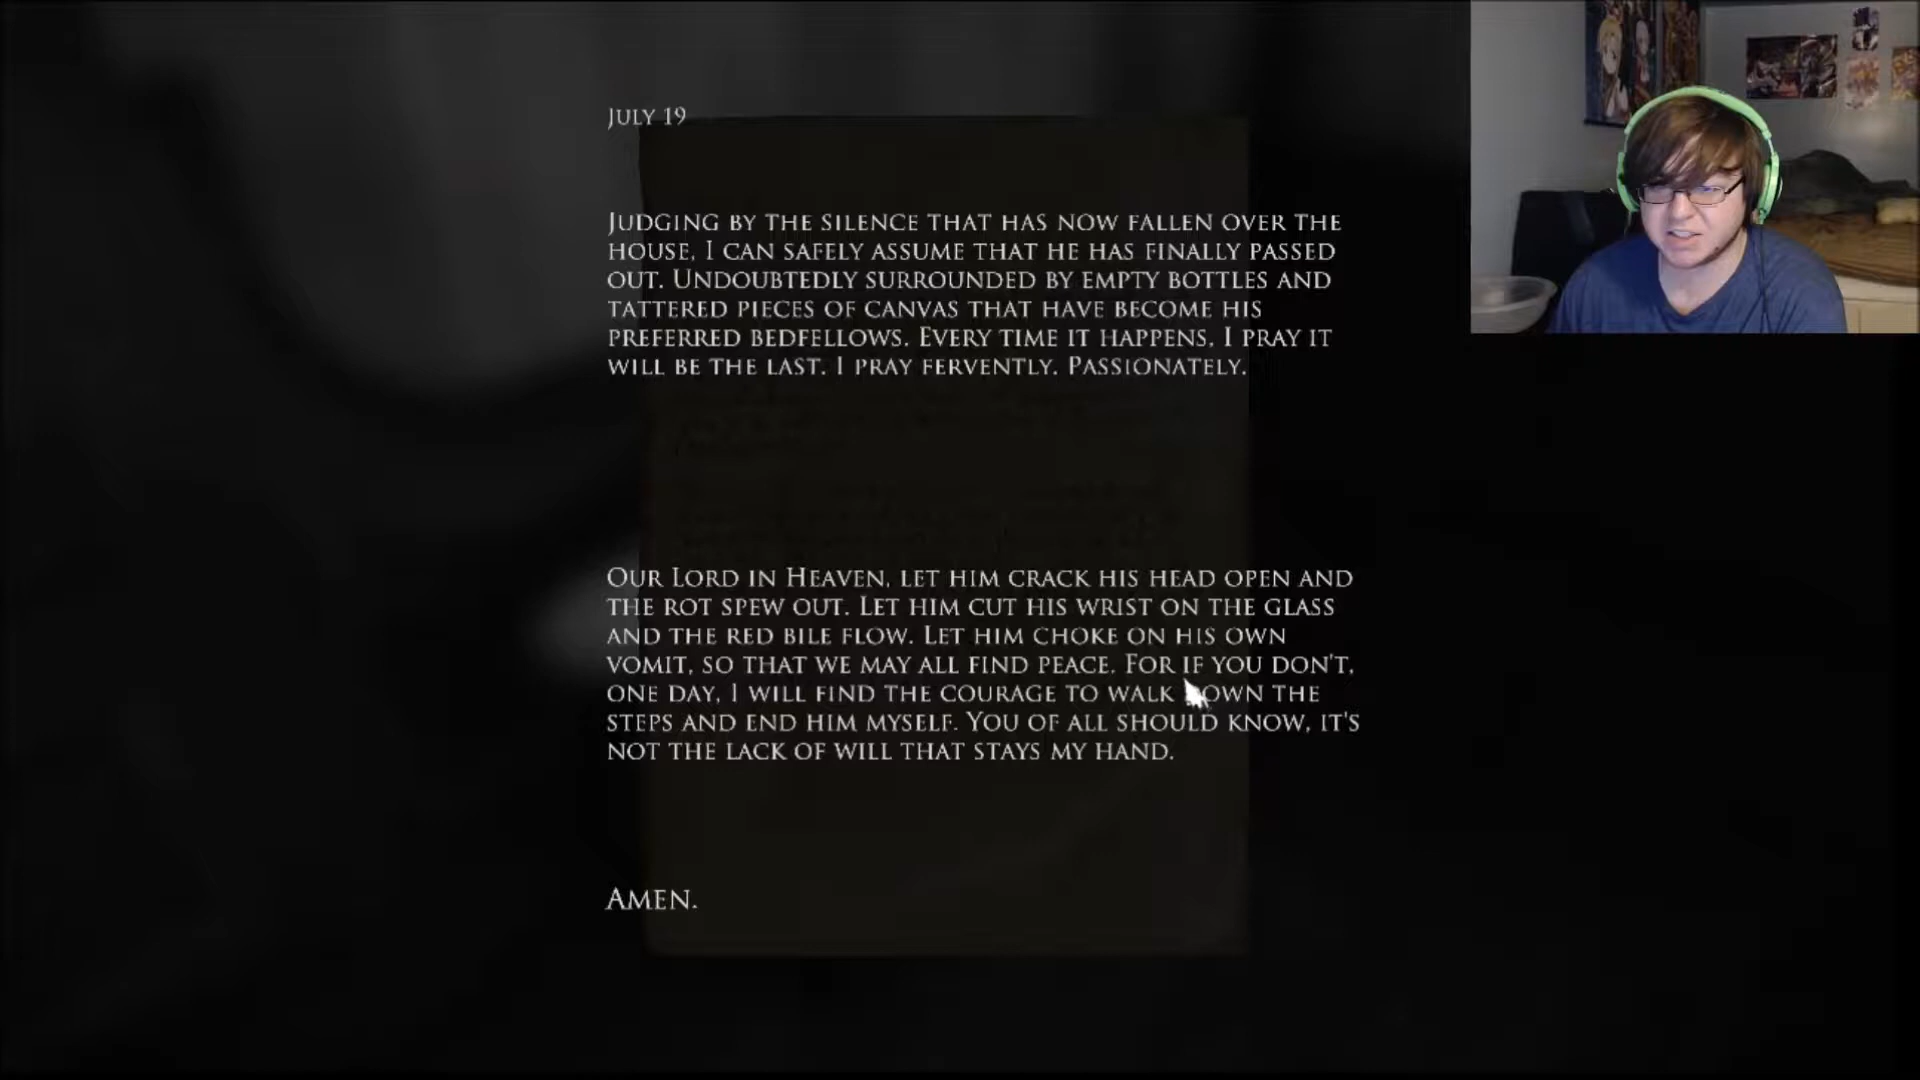 July 19
Judging by the silence that has now fallen over the
house, I can safely assume that he has finally passed
out. Undoubtedly surrounded by empty bottles and
tattered pieces of canvas that have become his
preferred bedfellows. Every time it happens, I pray it
will be the last. I pray fervently. Passionately.
Our Lord in Heaven, let him crack his head open and
the rot spew out. Let him cut his wrist on the glass
and the red bile flow. Let him choke on his own
vomit, so that we may all find peace. For if you don't,
one day, I will find the courage to walk down the
steps and end him myself. You of all should know, it's
not the lack of will that stays my hand.
Amen.